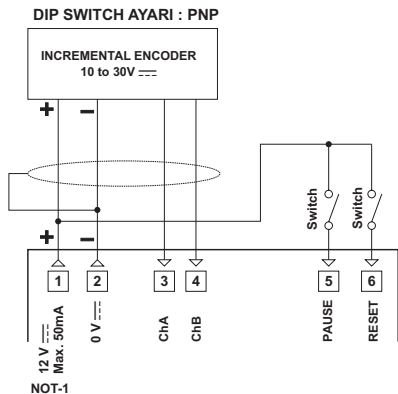 DIP SWITCH AYARI : PNP
INCREMENTAL ENCODER
10 to 30V
+ −
Switch Switch
+ −
1 2 3 4 5 6
12 V
Max. 50mA
0 V
ChA
ChB
PAUSE
RESET
NOT-1